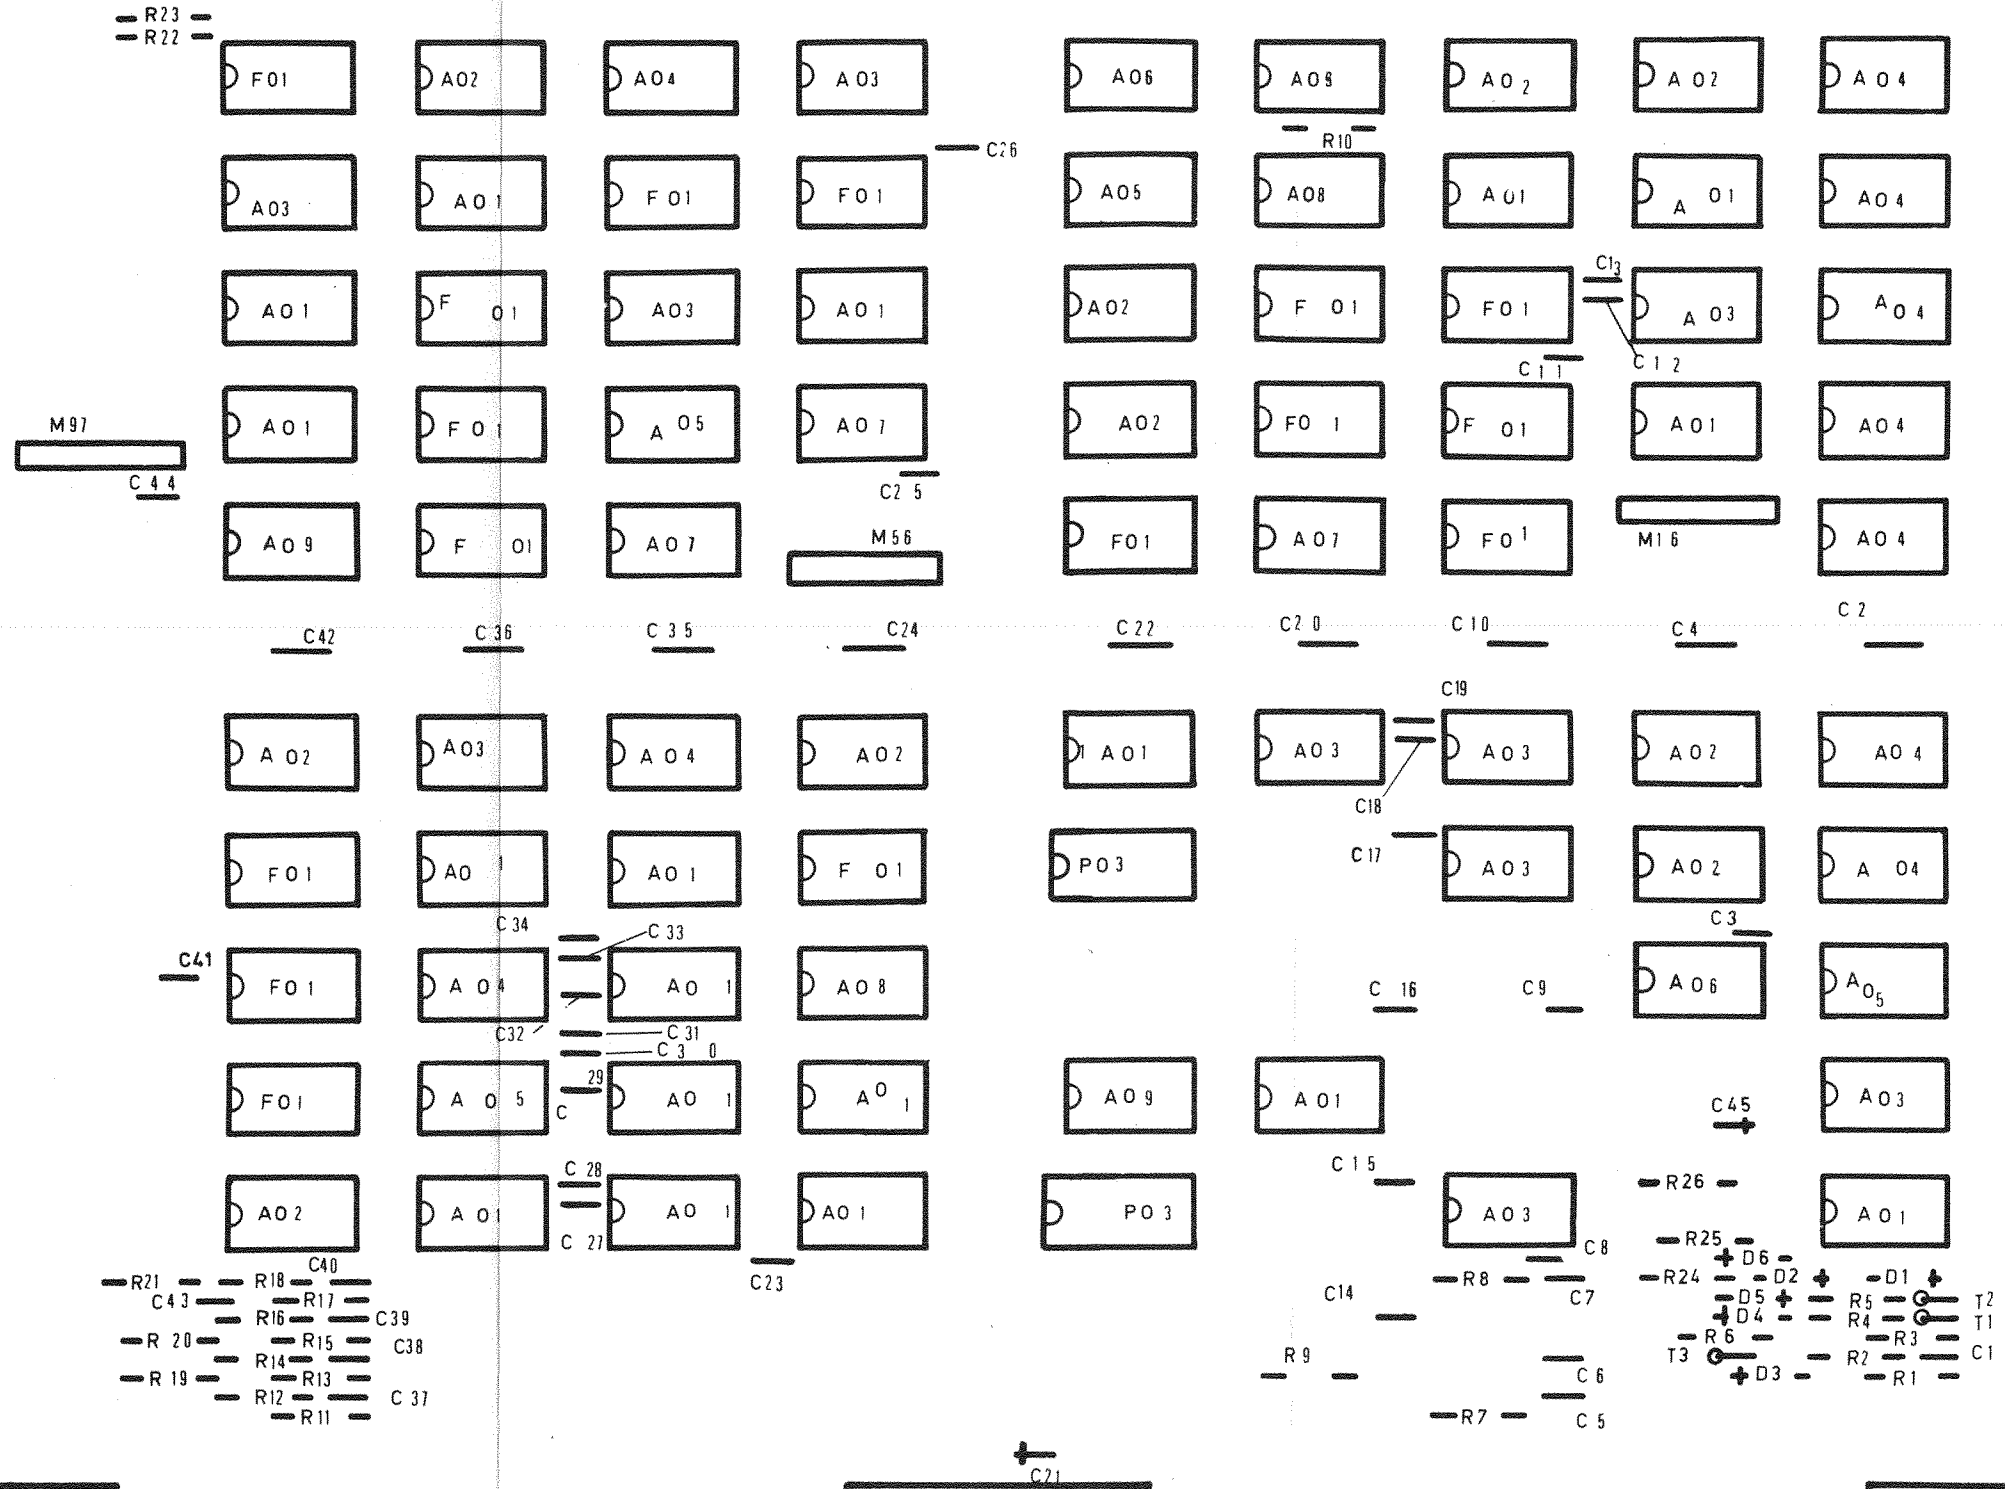 R23
R22
F01 A02 A04 A03 A06 A09 A02 A02 A04
R10
C26
A03 A01 F01 F01 A05 A08 A01 A01 A04
C13
A01 F01 A03 A01 A02 F01 F01 A03 A04
C11 C12
M97
A01 F01 A05 A07 A02 F01 F01 A01 A04
C44 C25
M56 M16
A09 F01 A07 F01 A07 F01 A04
C42 C36 C35 C24 C22 C20 C10 C4 C2
C19
A02 A03 A04 A02 1 A01 A03 A03 A02 A04
C18
C17
F01 A01 A01 F01 P03 A03 A02 A04
C34 C33 C3
C41
F01 A04 A01 A08 A06 A05
C16 C9
C32 C31
C30
C29
F01 A05 A01 A01 A09 A01 A03
C45
C28 C15
R26
A02 A01 A01 A01 P03 A03 A01
C27
R25
C8
D6
C40
R21 R18 C23 R8 R24 D2 D1
C43 R17 C14 C7 D5 R5 T2
R16 C39 D4 R4 T1
R20 R15 C38 R6 R3
R14 R9 T3 R2 C1
R19 R13 C6 D3 R1
R12 C37
R11 R7 C5
C21